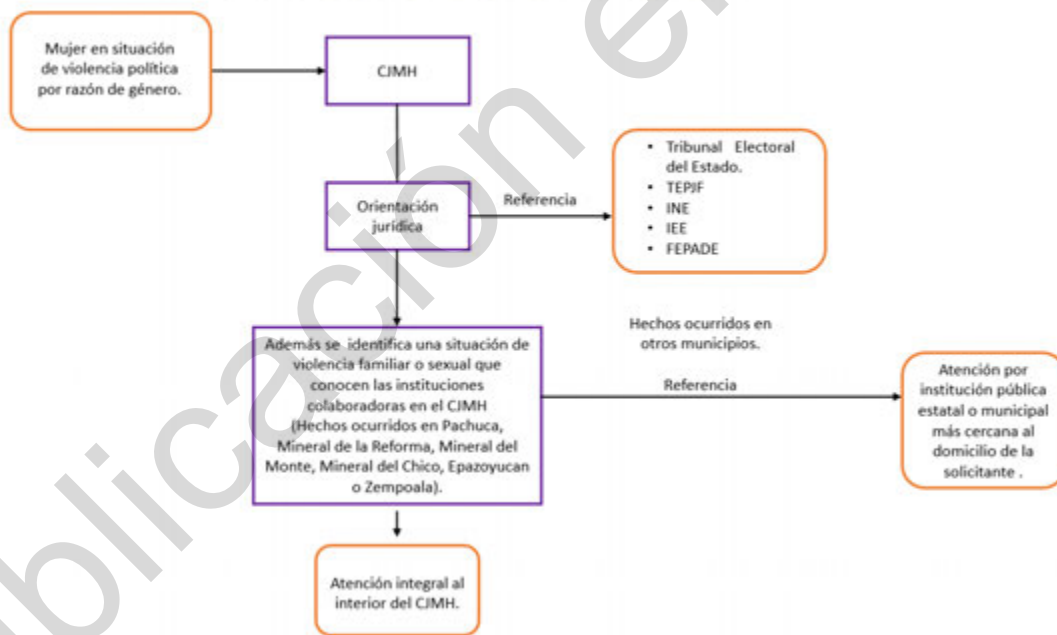 Mujer en situación
de violencia política
por razón de género.
CJMH
Orientación
jurídica
Referencia
• Tribunal Electoral
del Estado.
• TEPJF
• INE
• IEE
• FEPADE
Además se identifica una situación de
violencia familiar o sexual que
conocen las instituciones
colaboradoras en el CJMH
(Hechos ocurridos en Pachuca,
Mineral de la Reforma, Mineral del
Monte, Mineral del Chico, Epazoyucan
o Zempoala).
Hechos ocurridos en
otros municipios.
Referencia
Atención por
institución pública
estatal o municipal
más cercana al
domicilio de la
solicitante .
Atención integral al
interior del CJMH.
blicación e